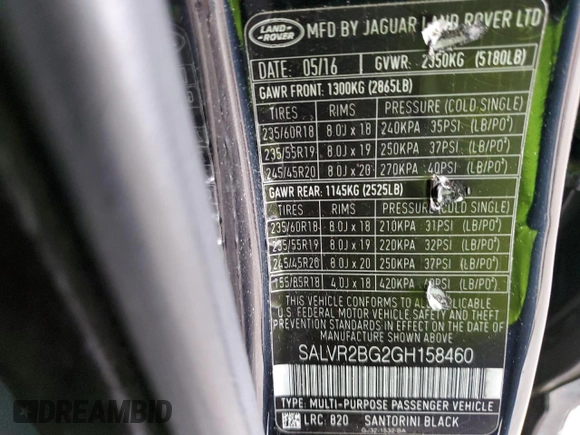 LAND-
-ROVER
MFD BY JAGUAR LAND ROVER LTD
DATE: 05/16 GVWR: 2350KG (5180LB)
GAWR FRONT: 1300KG (2865LB)
TIRES RIMS PRESSURE (COLD SINGLE)
235/60R18 8.0J x 18 240KPA 35PSI (LB/PO²)
235/55R19 8.0J x 19 250KPA 37PSI (LB/PO²)
245/45R20 8.0J x 20 270KPA 40PSI (LB/PO²)
GAWR REAR: 1145KG (2525LB)
TIRES RIMS PRESSURE (COLD SINGLE)
235/60R18 8.0J x 18 210KPA 31PSI (LB/PO²)
235/55R19 8.0J x 19 220KPA 32PSI (LB/PO²)
245/45R20 8.0J x 20 250KPA 37PSI (LB/PO²)
155/85R18 4.0J x 18 420KPA (LB/PO²)
THIS VEHICLE CONFORMS TO ALL APPLICABLE
U.S. FEDERAL MOTOR VEHICLE SAFETY AND THEFT
PREVENTION STANDARDS IN EFFECT ON THE DATE
OF MANUFACTURE SHOWN ABOVE
SALVR2BG2GH158460
TYPE: MULTI-PURPOSE PASSENGER VEHICLE
LRC: 820 SANTORINI BLACK
GJ32-1532-BA
DREAMBID